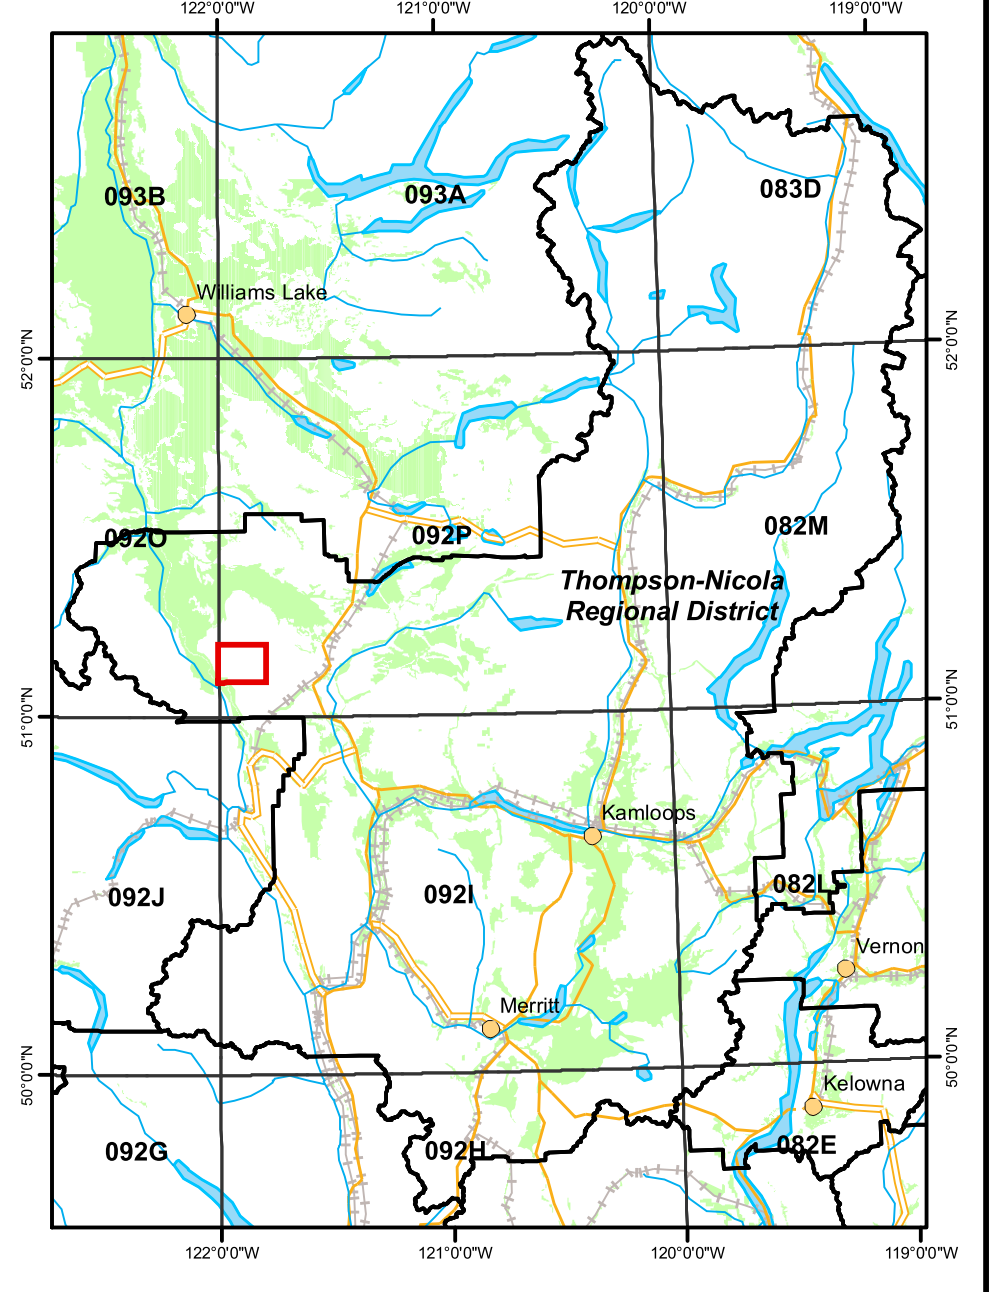 122°0'0"W
121°0'0"W
120°0'0"W
119°0'0"W
093B
093A
083D
Williams Lake
52°0'0"N
52°0'0"N
092O
092P
082M
Thompson-Nicola
Regional District
51°0'0"N
51°0'0"N
Kamloops
092J
092I
082L
Vernon
Merritt
50°0'0"N
50°0'0"N
Kelowna
092G
092H
082E
122°0'0"W
121°0'0"W
120°0'0"W
119°0'0"W